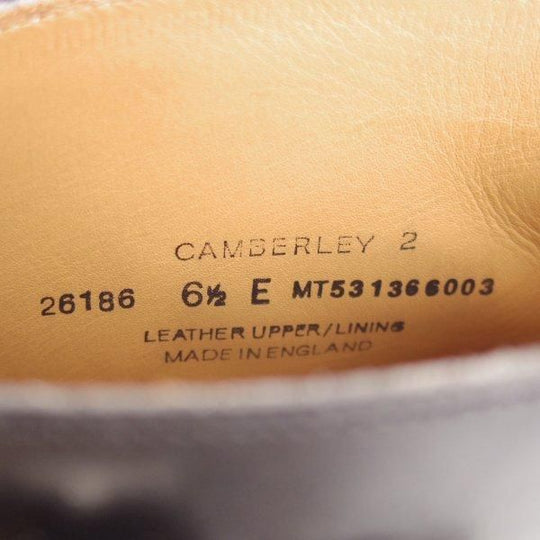 CAMBERLEY 2
26186 6½ E MT531366003
LEATHER UPPER/LINING
MADE IN ENGLAND